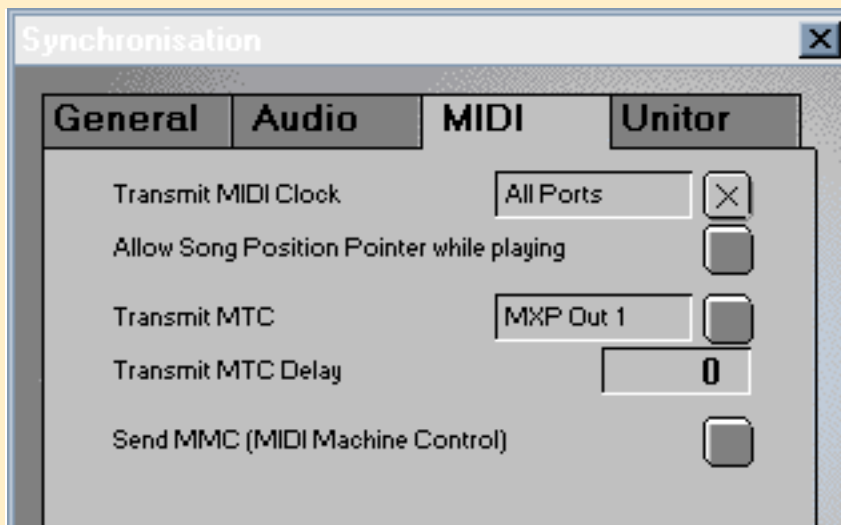 Synchronisation
General Audio MIDI Unitor
Transmit MIDI Clock All Ports
Allow Song Position Pointer while playing
Transmit MTC MXP Out 1
Transmit MTC Delay 0
Send MMC (MIDI Machine Control)